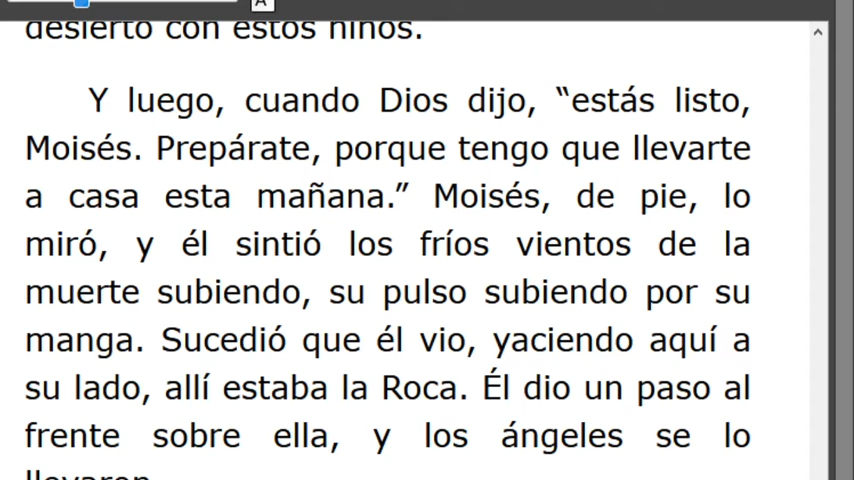 A
desierto con estos niños.
Y luego, cuando Dios dijo, “estás listo,
Moisés. Prepárate, porque tengo que llevarte
a casa esta mañana.” Moisés, de pie, lo
miró, y él sintió los fríos vientos de la
muerte subiendo, su pulso subiendo por su
manga. Sucedió que él vio, yaciendo aquí a
su lado, allí estaba la Roca. Él dio un paso al
frente sobre ella, y los ángeles se lo
llevaron